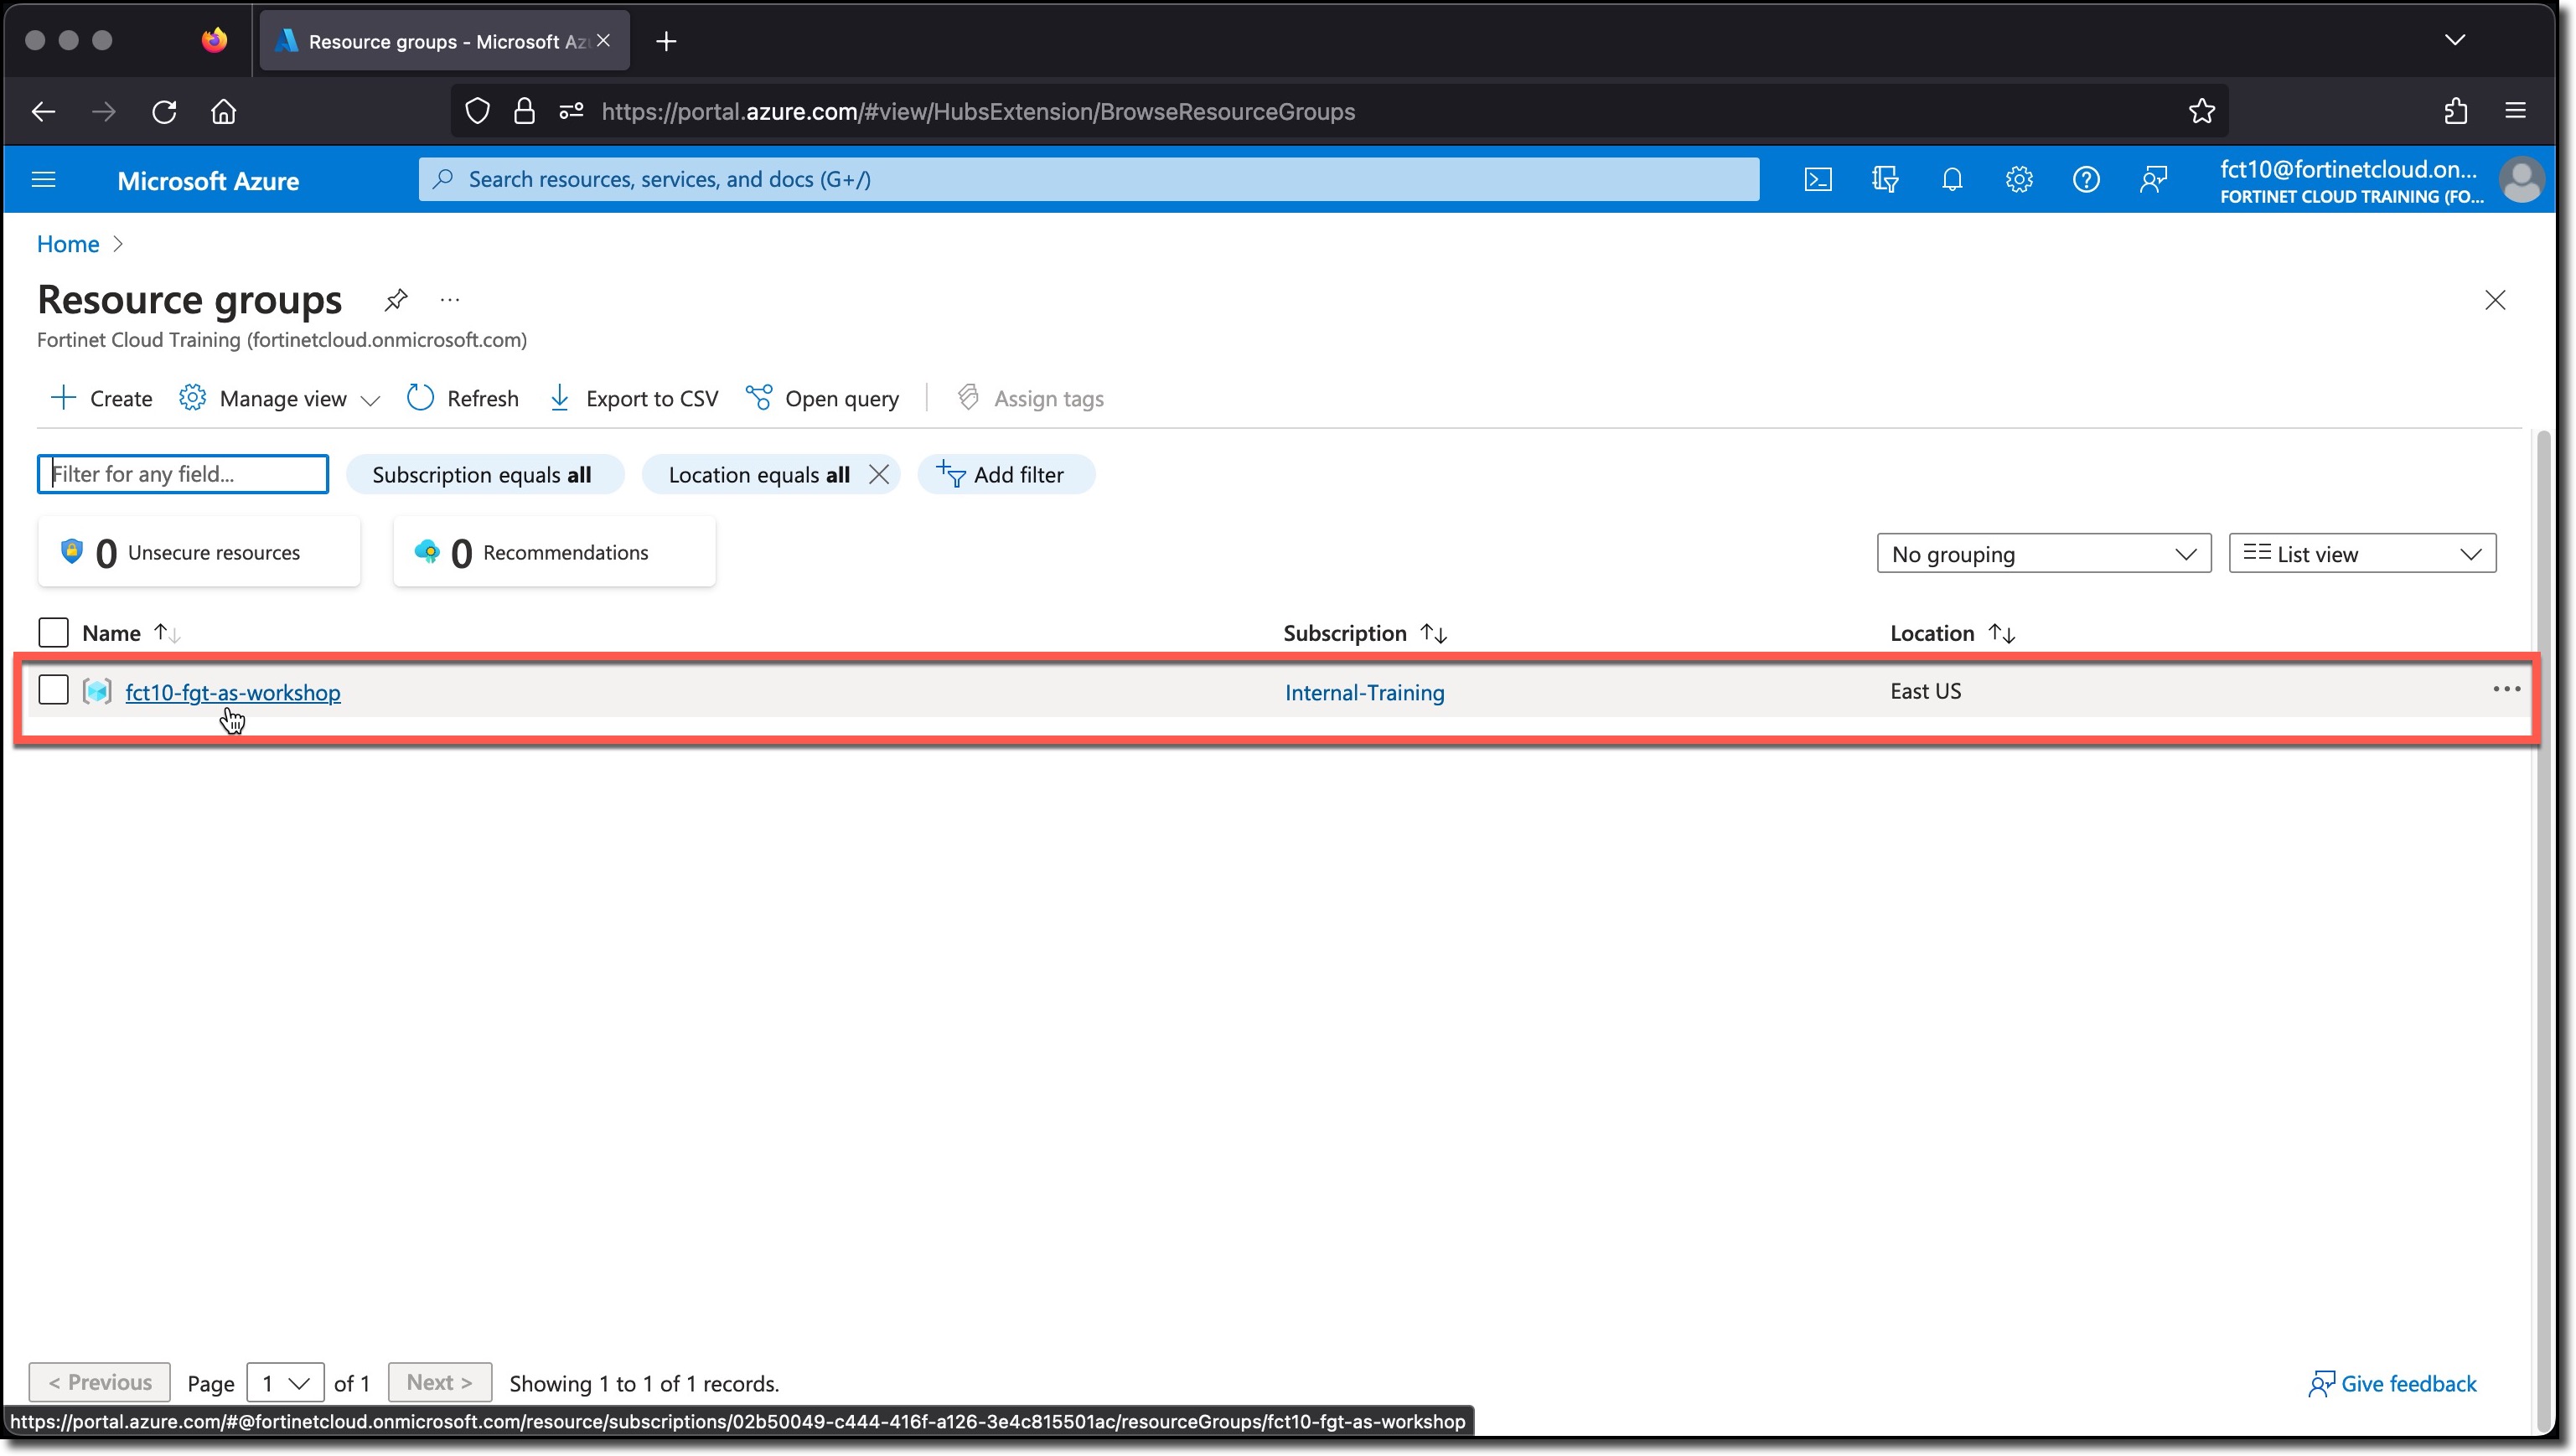 Resource groups - Microsoft Az
https://portal.azure.com/#view/HubsExtension/BrowseResourceGroups
Microsoft Azure
Search resources, services, and docs (G+/)
fct10@fortinetcloud.on...
FORTINET CLOUD TRAINING (FO...
Home >
Resource groups
Fortinet Cloud Training (fortinetcloud.onmicrosoft.com)
Create Manage view Refresh Export to CSV Open query Assign tags
Filter for any field... Subscription equals all Location equals all Add filter
0 Unsecure resources 0 Recommendations No grouping List view
Name Subscription Location
fct10-fgt-as-workshop Internal-Training East US
< Previous Page 1 of 1 Next > Showing 1 to 1 of 1 records. Give feedback
https://portal.azure.com/#@fortinetcloud.onmicrosoft.com/resource/subscriptions/02b50049-c444-416f-a126-3e4c815501ac/resourceGroups/fct10-fgt-as-workshop